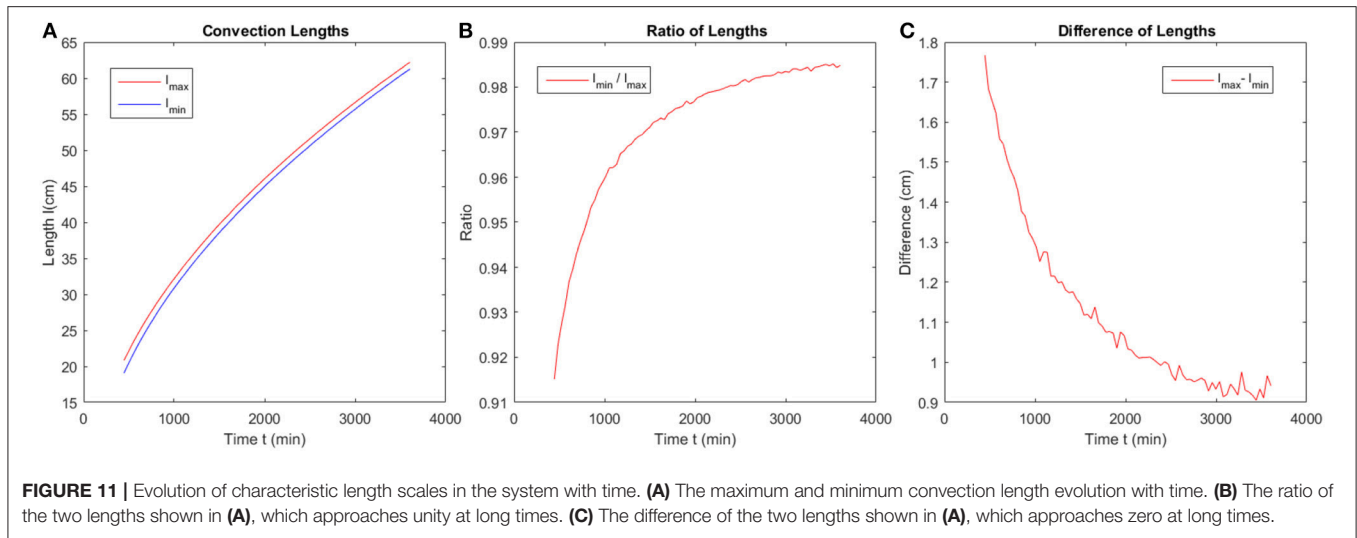 A
Convection Lengths
65
60
55
50
45
40
35
30
25
20
15
Length l(cm)
l_max
l_min
0
1000
2000
3000
4000
Time t (min)
B
Ratio of Lengths
0.99
0.98
0.97
0.96
0.95
0.94
0.93
0.92
0.91
Ratio
l_min / l_max
0
1000
2000
3000
4000
Time t (min)
C
Difference of Lengths
1.8
1.7
1.6
1.5
1.4
1.3
1.2
1.1
1
0.9
Difference (cm)
l_max- l_min
0
1000
2000
3000
4000
Time t (min)
FIGURE 11 | Evolution of characteristic length scales in the system with time. (A) The maximum and minimum convection length evolution with time. (B) The ratio of
the two lengths shown in (A), which approaches unity at long times. (C) The difference of the two lengths shown in (A), which approaches zero at long times.